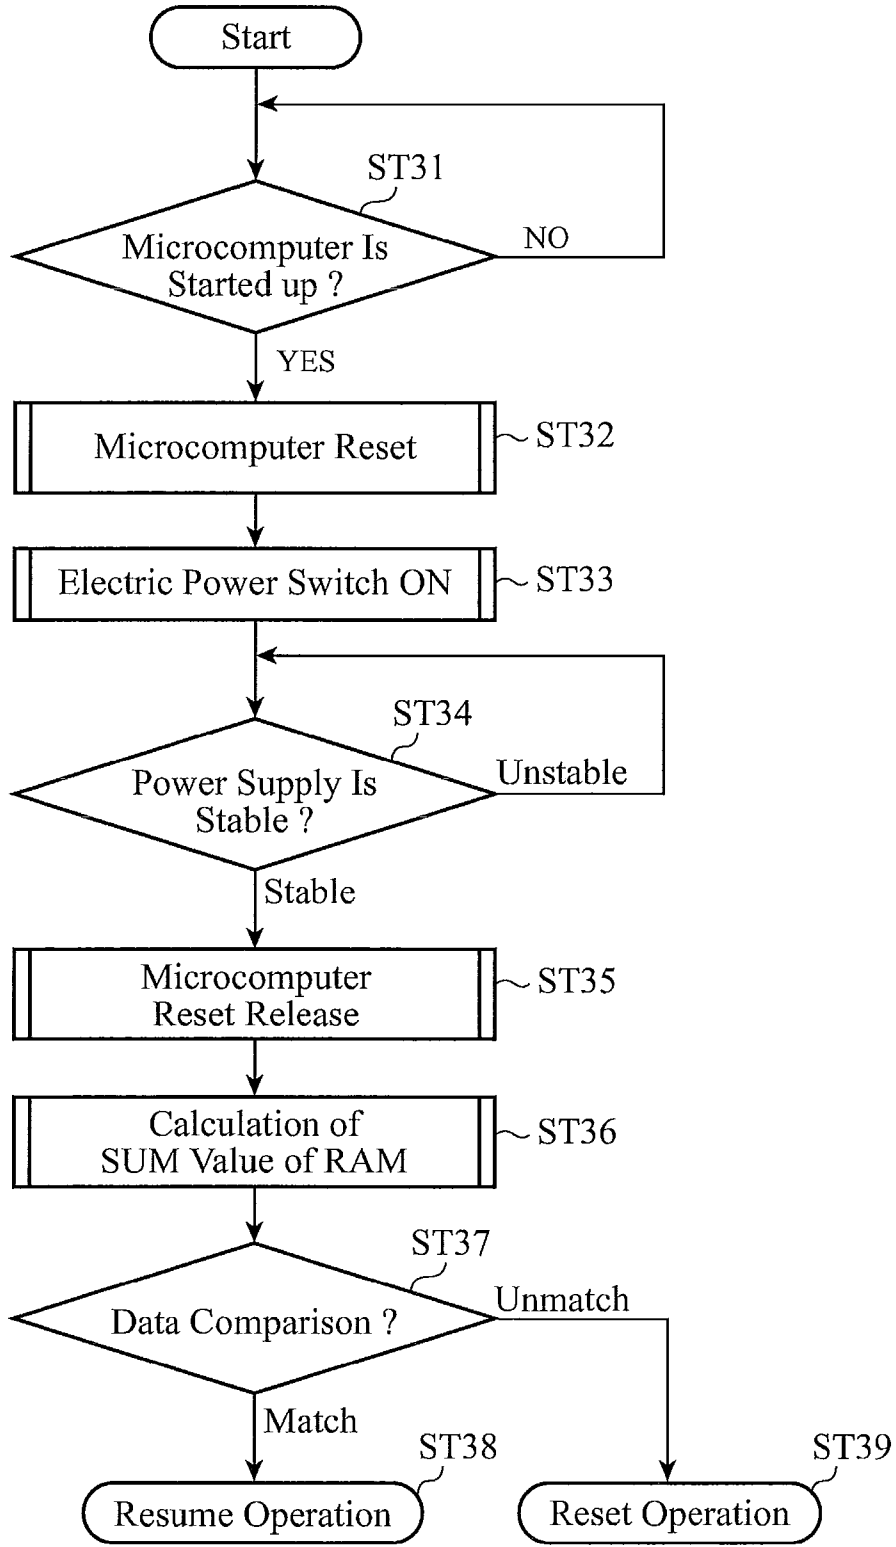 Start
ST31
Microcomputer Is
Started up ?
NO
YES
Microcomputer Reset
ST32
Electric Power Switch ON
ST33
ST34
Power Supply Is
Stable ?
Unstable
Stable
Microcomputer
Reset Release
ST35
Calculation of
SUM Value of RAM
ST36
ST37
Data Comparison ?
Unmatch
Match
ST38
ST39
Resume Operation
Reset Operation